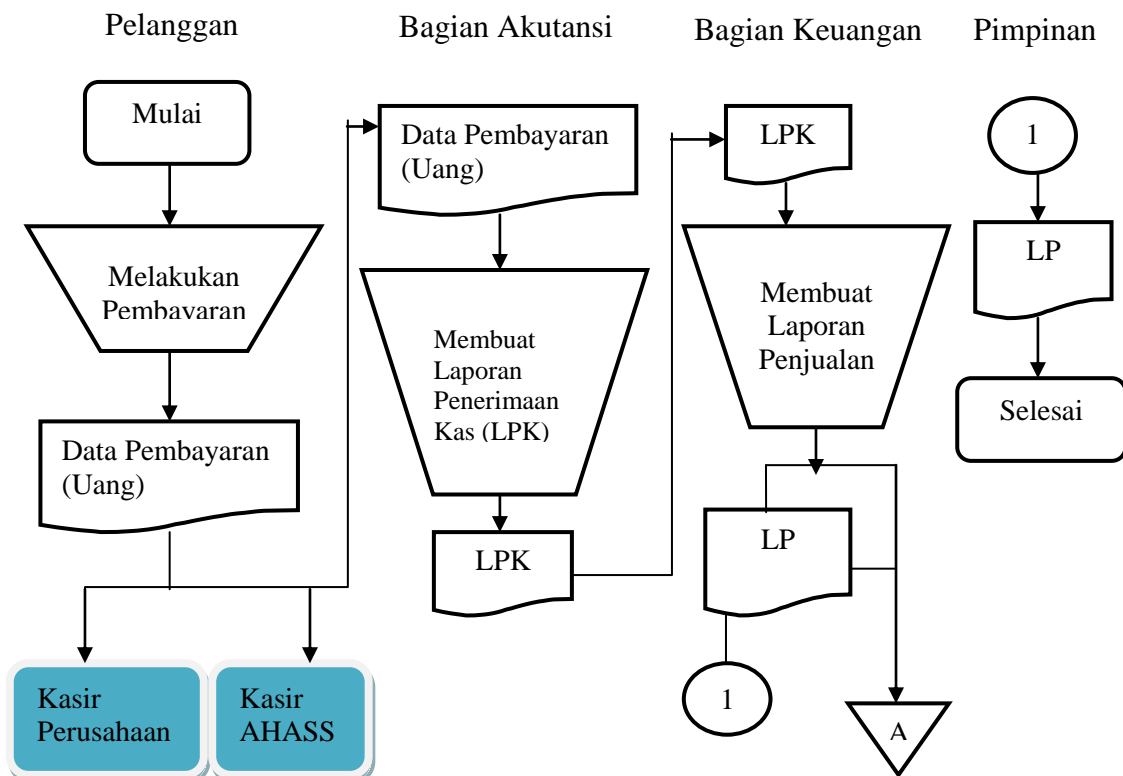 Pelanggan
Bagian Akutansi
Bagian Keuangan
Pimpinan
Mulai
Melakukan
Pembayaran
Data Pembayaran
(Uang)
Kasir
Perusahaan
Kasir
AHASS
Data Pembayaran
(Uang)
Membuat
Laporan
Penerimaan
Kas (LPK)
LPK
LPK
Membuat
Laporan
Penjualan
LP
1
A
1
LP
Selesai